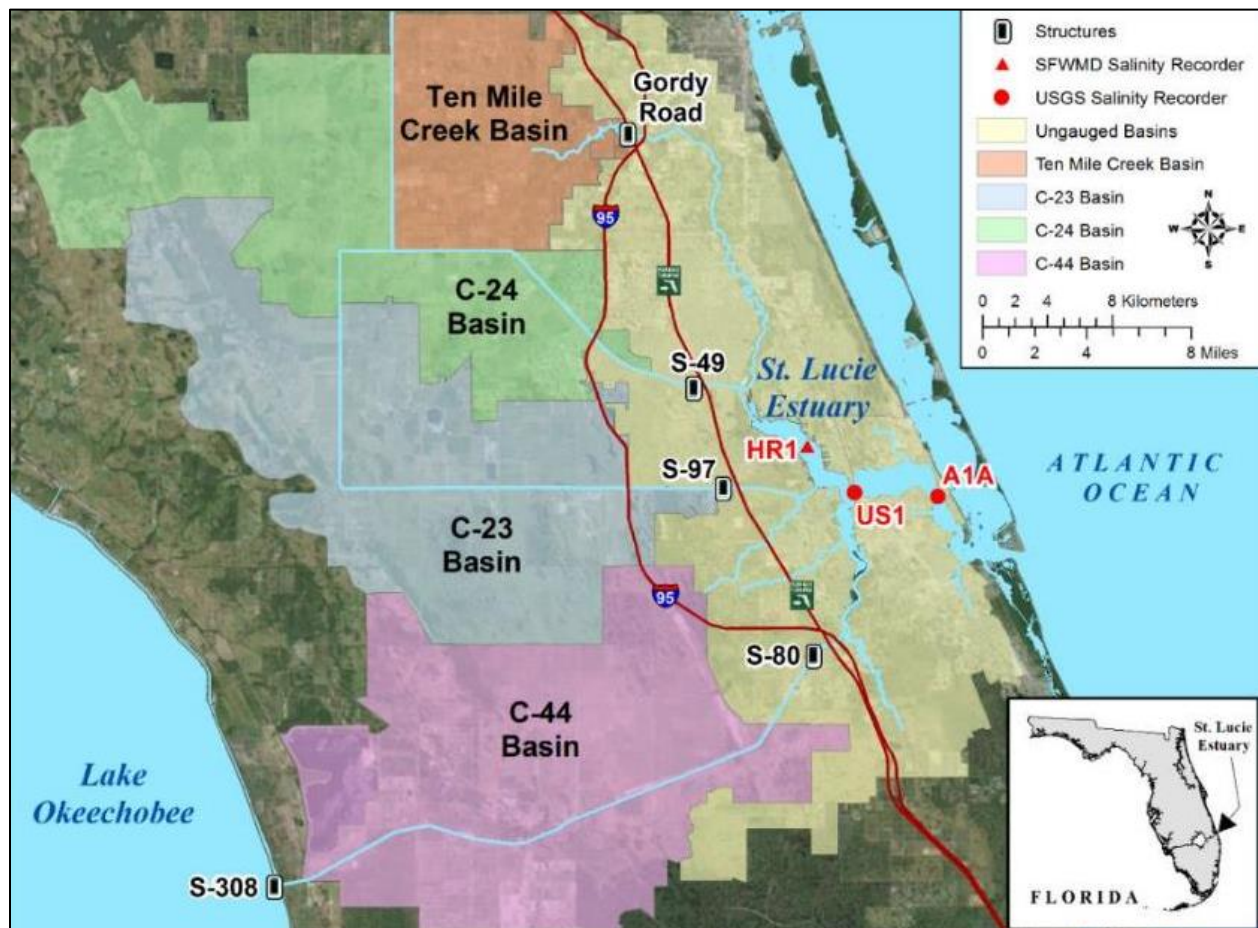 Ten Mile
Creek Basin
Gordy
Road
95
C-24
Basin
S-49
St. Lucie
Estuary
HR1
S-97
A1A
US1
ATLANTIC
OCEAN
C-23
Basin
95
S-80
C-44
Basin
Lake
Okeechobee
S-308
Structures
SFWMD Salinity Recorder
USGS Salinity Recorder
Ungauged Basins
Ten Mile Creek Basin
C-23 Basin
C-24 Basin
C-44 Basin
N
W E
S
0 2 4 8 Kilometers
0 2 4 8 Miles
St. Lucie
Estuary
FLORIDA